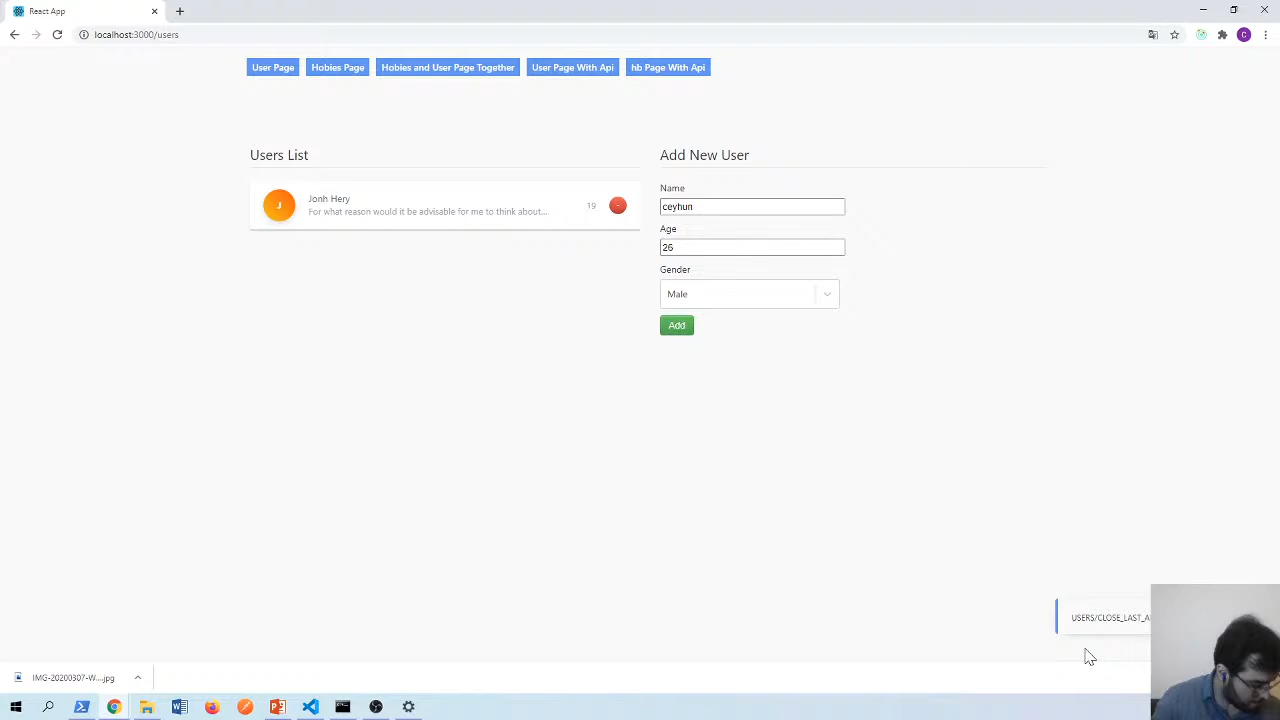 React App
localhost:3000/users
C
User Page
Hobies Page
Hobies and User Page Together
User Page With Api
hb Page With Api
Users List
J
Jonh Hery
For what reason would it be advisable for me to think about...
19
-
Add New User
Name
ceyhun
Age
26
Gender
Male
Add
USERS/CLOSE_LAST_A
IMG-20200307-W....jpg